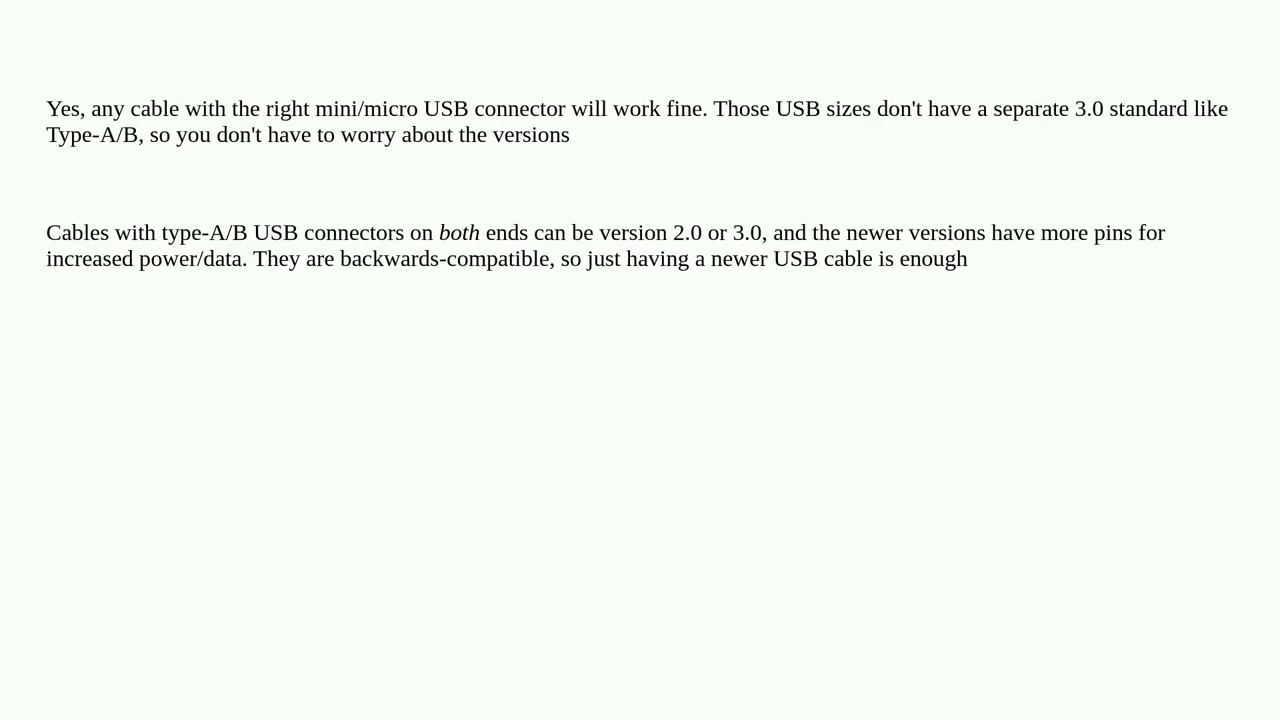 Yes, any cable with the right mini/micro USB connector will work fine. Those USB sizes don't have a separate 3.0 standard like
Type-A/B, so you don't have to worry about the versions
Cables with type-A/B USB connectors on both ends can be version 2.0 or 3.0, and the newer versions have more pins for
increased power/data. They are backwards-compatible, so just having a newer USB cable is enough